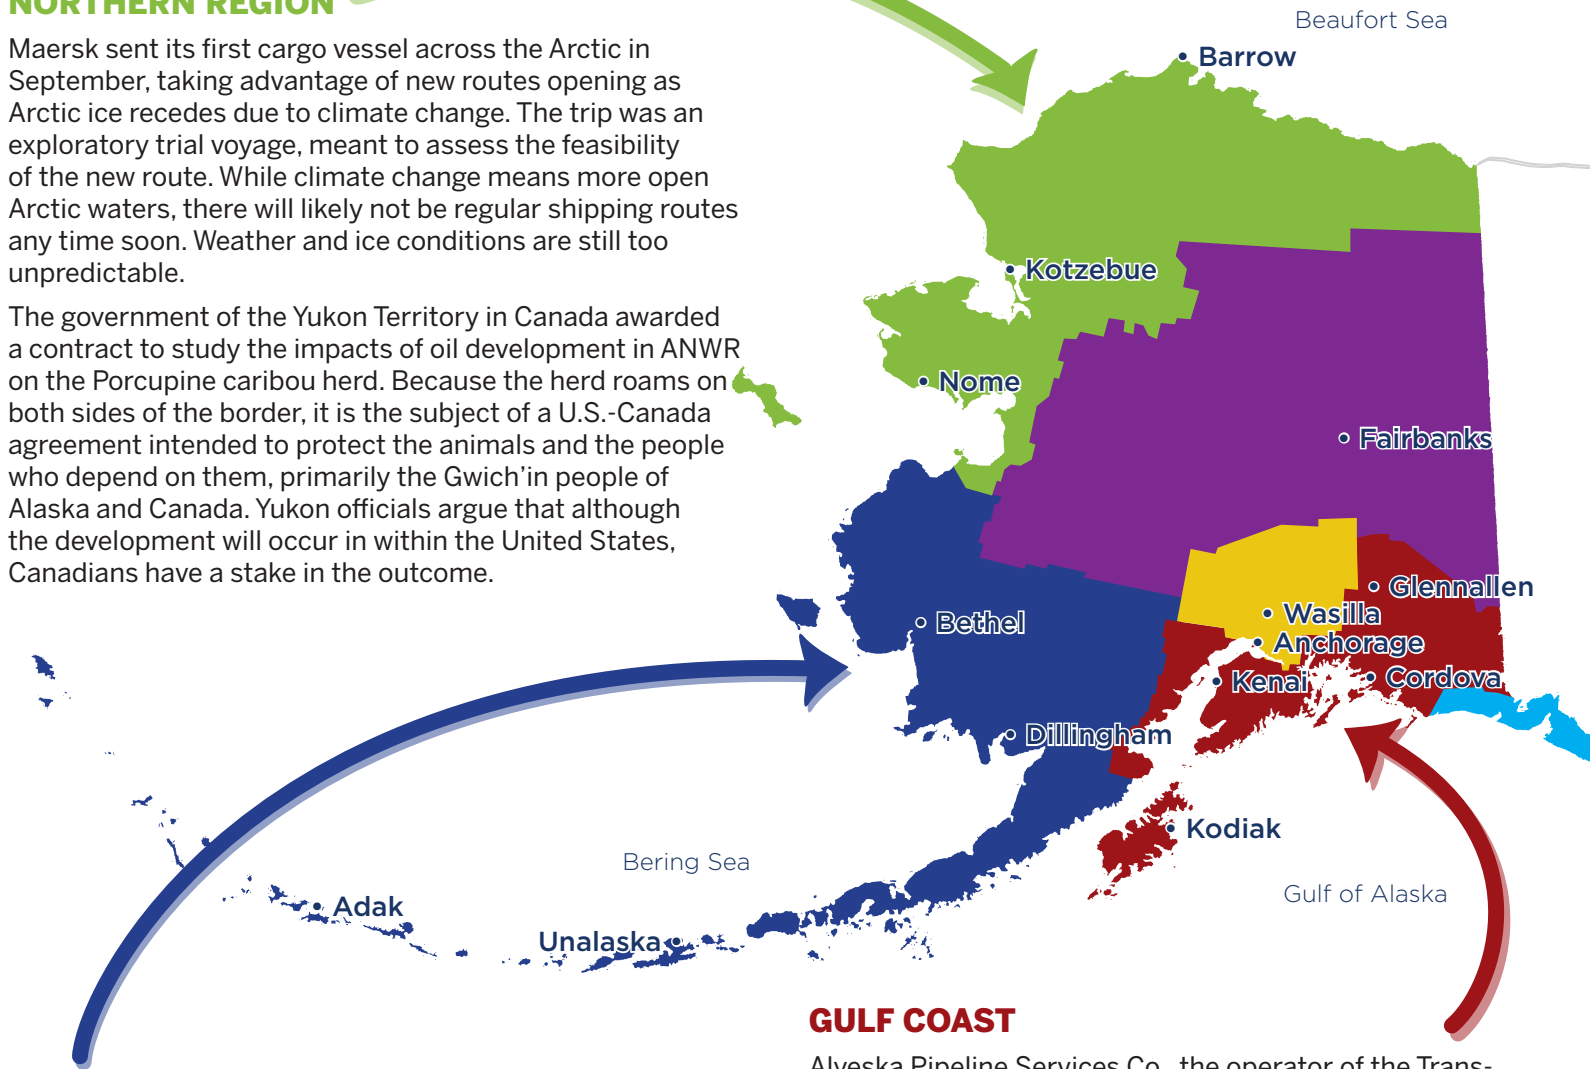 NORTHERN REGION
Maersk sent its first cargo vessel across the Arctic in
September, taking advantage of new routes opening as
Arctic ice recedes due to climate change. The trip was an
exploratory trial voyage, meant to assess the feasibility
of the new route. While climate change means more open
Arctic waters, there will likely not be regular shipping routes
any time soon. Weather and ice conditions are still too
unpredictable.
The government of the Yukon Territory in Canada awarded
a contract to study the impacts of oil development in ANWR
on the Porcupine caribou herd. Because the herd roams on
both sides of the border, it is the subject of a U.S.-Canada
agreement intended to protect the animals and the people
who depend on them, primarily the Gwich’in people of
Alaska and Canada. Yukon officials argue that although
the development will occur in within the United States,
Canadians have a stake in the outcome.
Beaufort Sea
Barrow
Kotzebue
Nome
Fairbanks
Glennallen
Wasilla
Bethel
Anchorage
Cordova
Kenai
Dillingham
Kodiak
Bering Sea
Gulf of Alaska
Adak
Unalaska
GULF COAST
Alyeska Pipeline Services Co., the operator of the Trans-